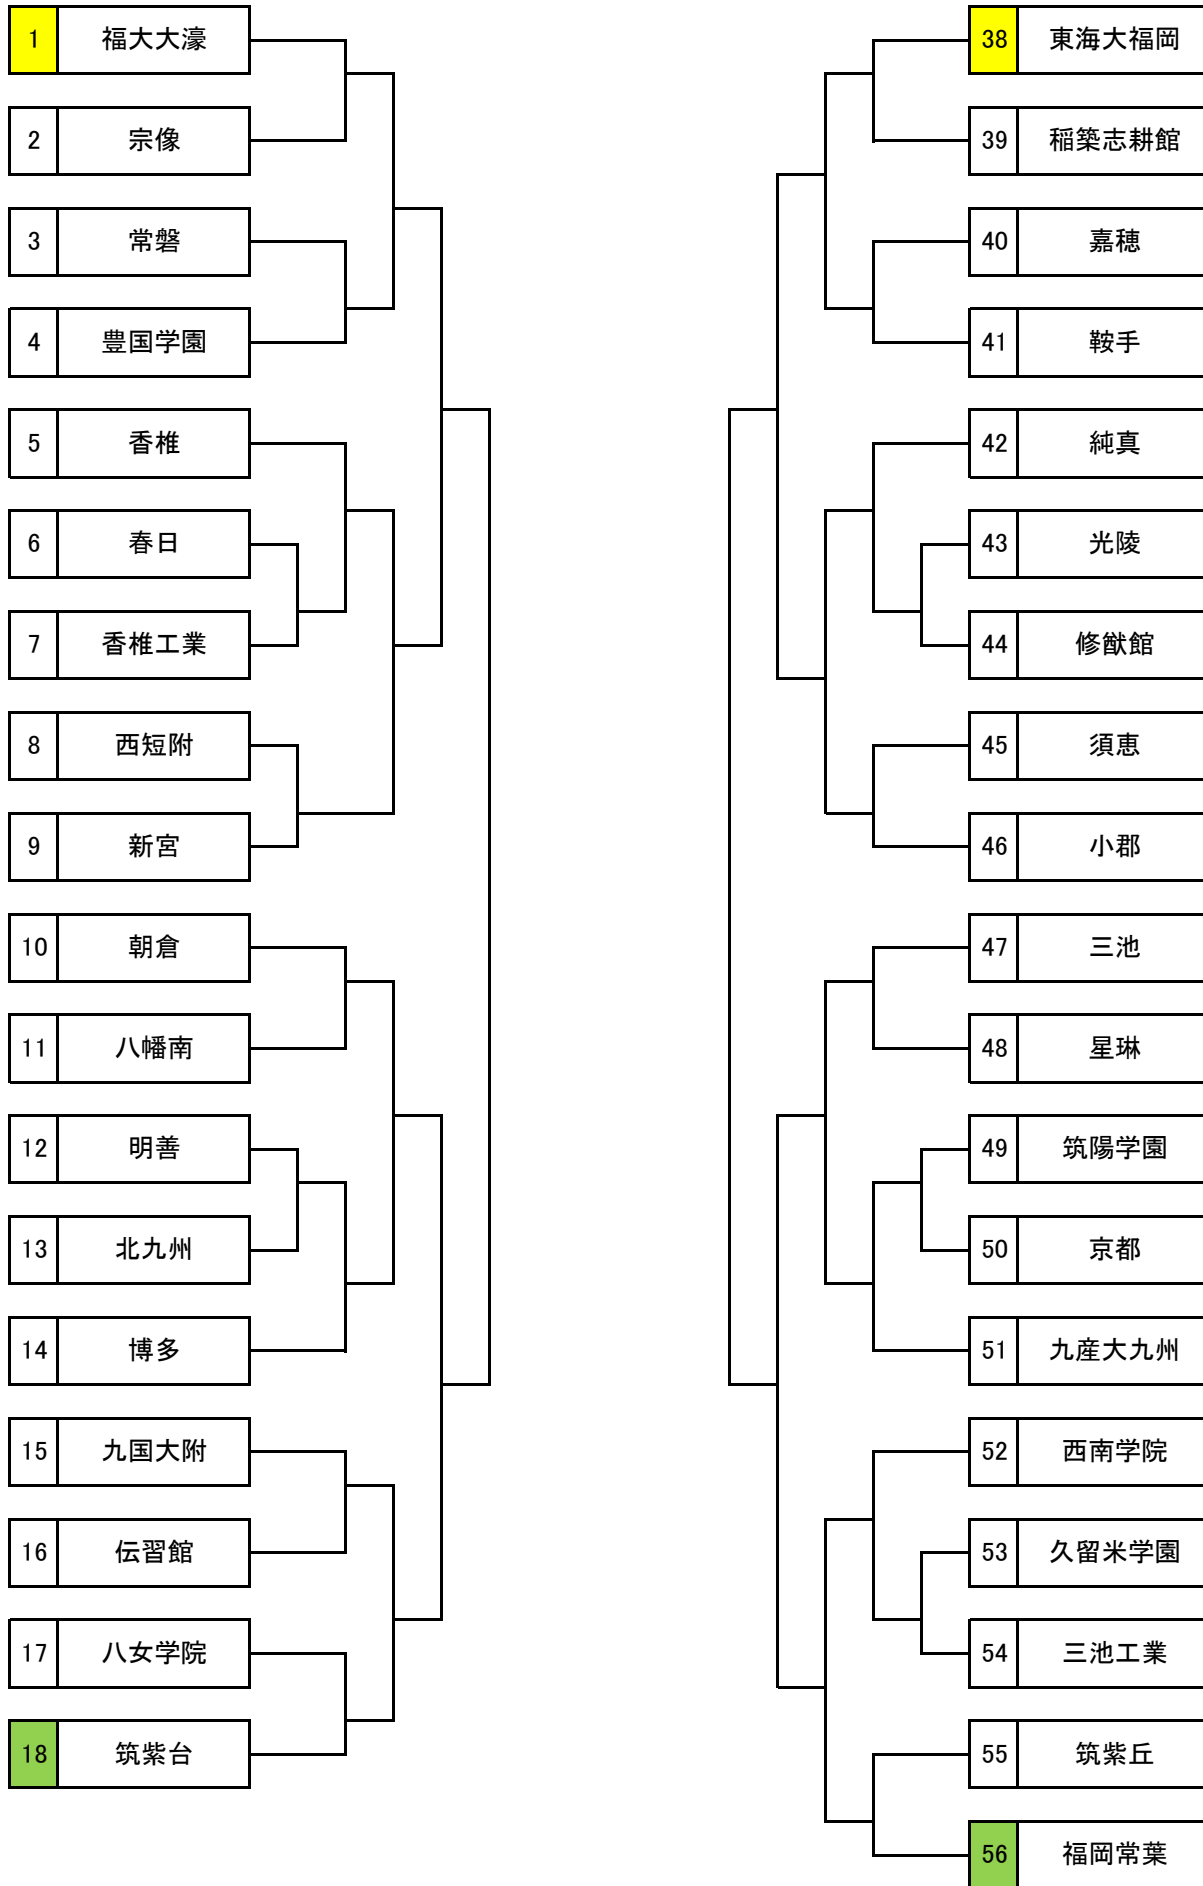 1 福大大濠
2 宗像
3 常磐
4 豊国学園
5 香椎
6 春日
7 香椎工業
8 西短附
9 新宮
10 朝倉
11 八幡南
12 明善
13 北九州
14 博多
15 九国大附
16 伝習館
17 八女学院
18 筑紫台
38 東海大福岡
39 稲築志耕館
40 嘉穂
41 鞍手
42 純真
43 光陵
44 修猷館
45 須恵
46 小郡
47 三池
48 星琳
49 筑陽学園
50 京都
51 九産大九州
52 西南学院
53 久留米学園
54 三池工業
55 筑紫丘
56 福岡常葉